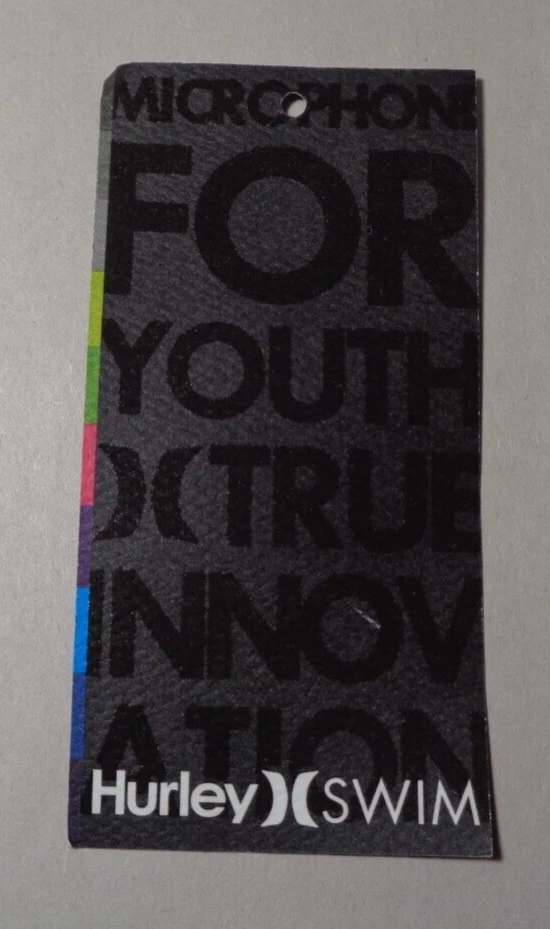 MICROPHONE
FOR
YOUTH
)( TRUE
INNOV
ATION
Hurley )( SWIM